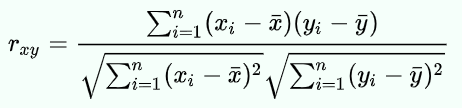 r_{xy} = \frac{\sum_{i=1}^{n}(x_i - \bar{x})(y_i - \bar{y})}{\sqrt{\sum_{i=1}^{n}(x_i - \bar{x})^2}\sqrt{\sum_{i=1}^{n}(y_i - \bar{y})^2}}